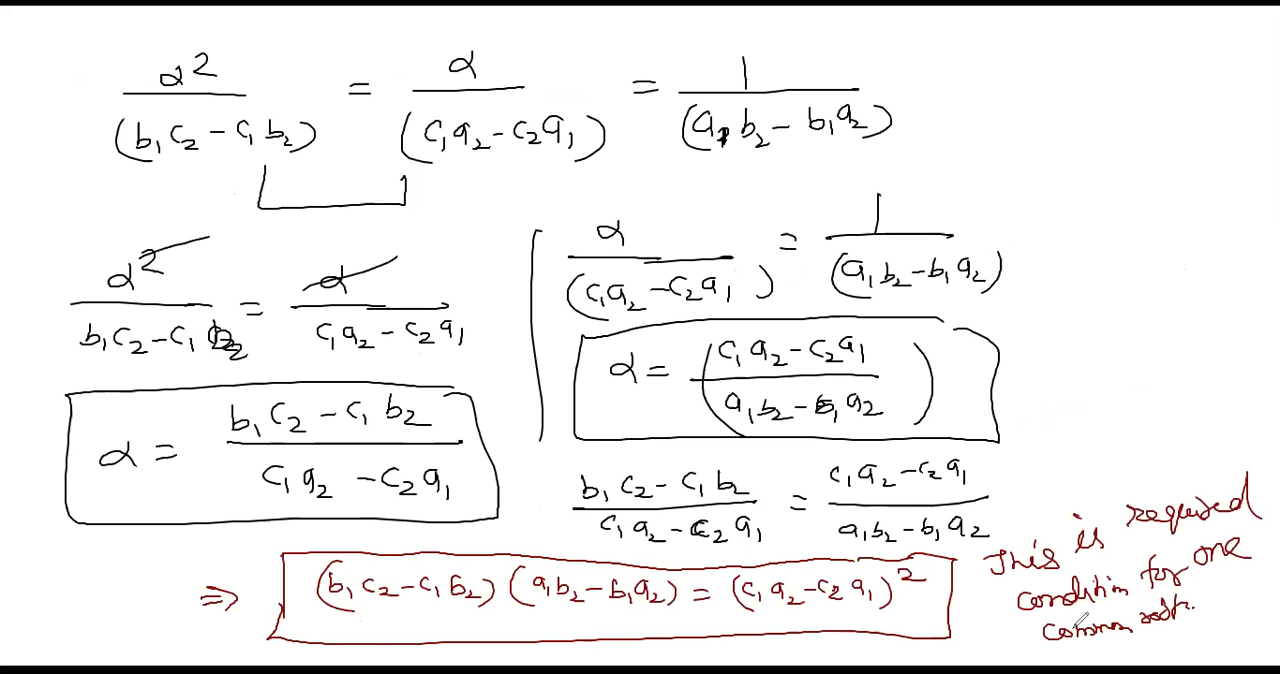 α²/(b₁c₂ - c₁b₂) = α/(c₁a₂ - c₂a₁) = 1/(a₁b₂ - b₁a₂)
α²/b₁c₂ - c₁b₂ = α/c₁a₂ - c₂a₁
α = b₁c₂ - c₁b₂/c₁a₂ - c₂a₁
α/(c₁a₂ - c₂a₁) = 1/(a₁b₂ - b₁a₂)
α = (c₁a₂ - c₂a₁/a₁b₂ - b₁a₂)
b₁c₂ - c₁b₂/c₁a₂ - c₂a₁ = c₁a₂ - c₂a₁/a₁b₂ - b₁a₂
⇒ (b₁c₂ - c₁b₂)(a₁b₂ - b₁a₂) = (c₁a₂ - c₂a₁)²
This is required
condition for one
common root.